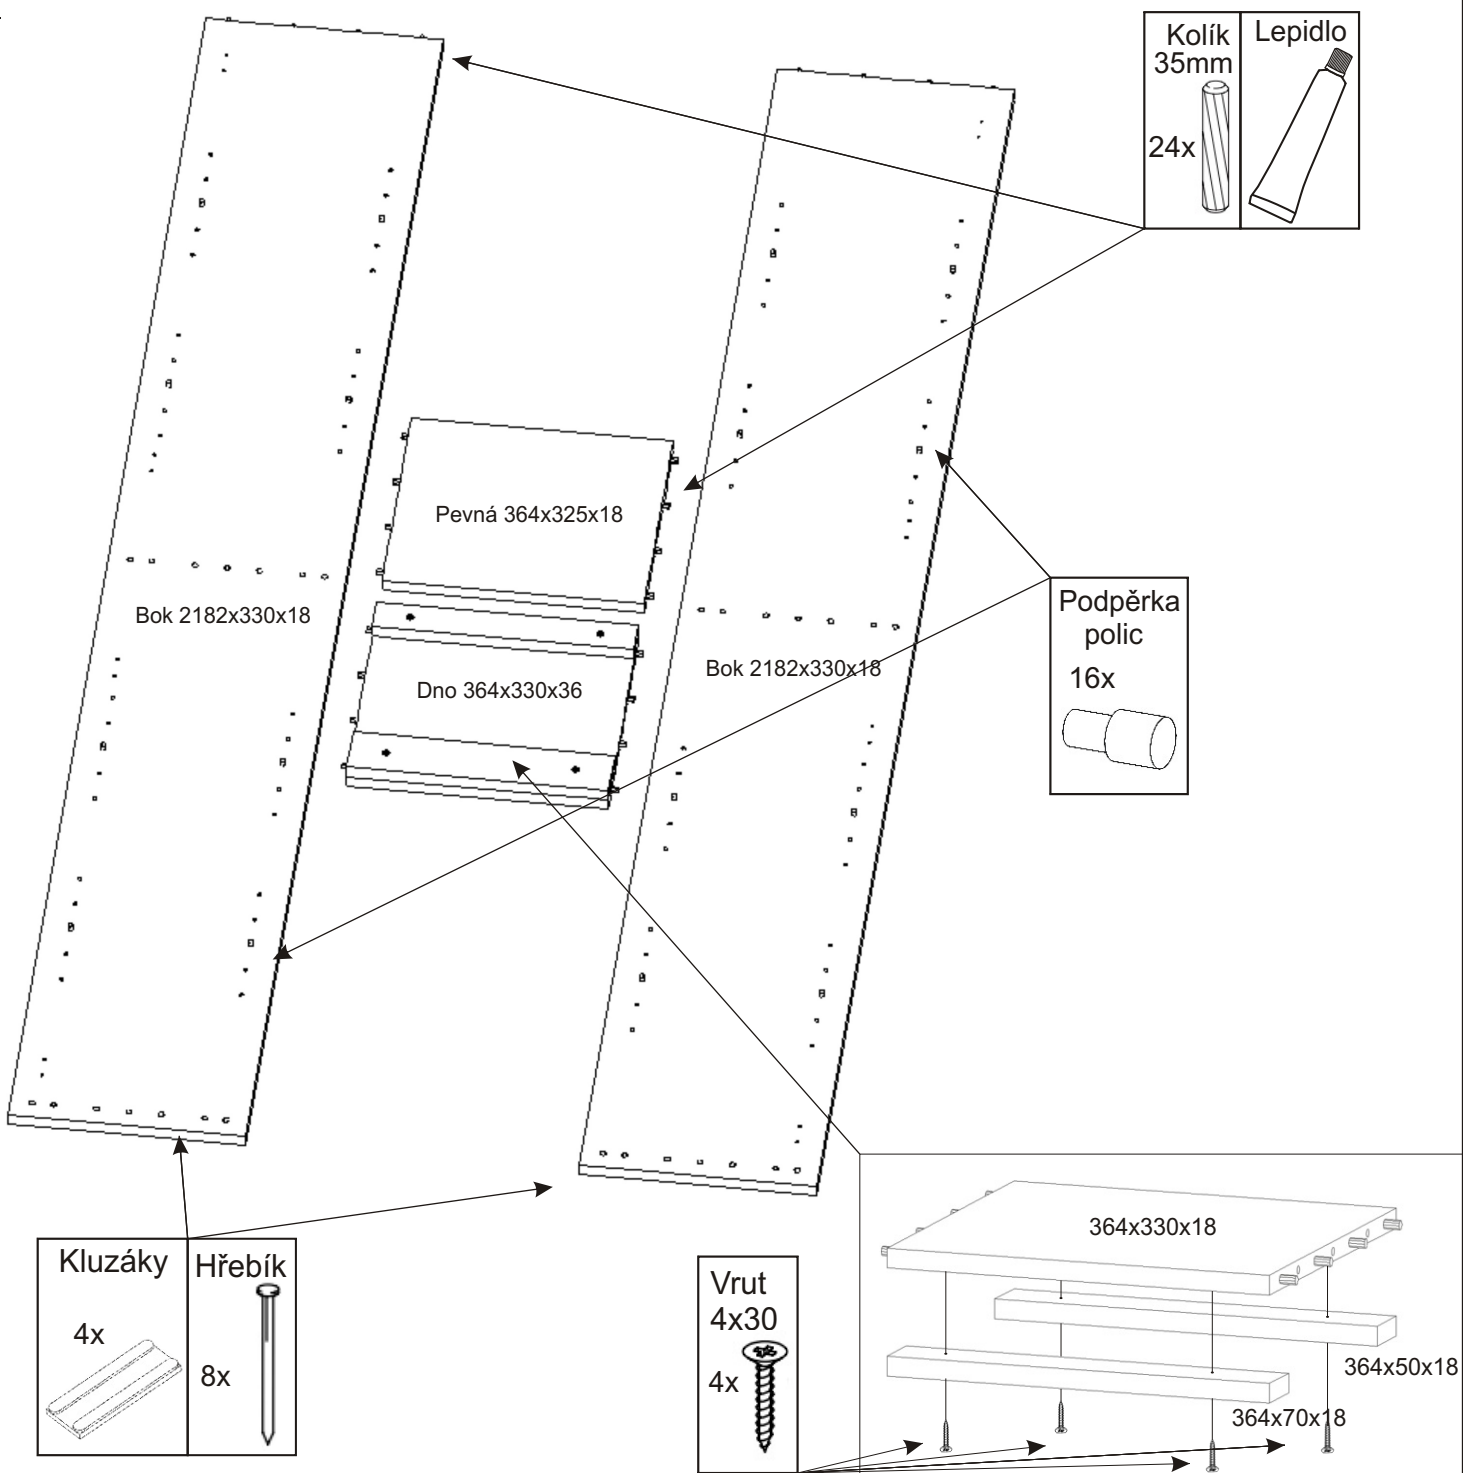 Kolík
35mm
24x
Lepidlo
Pevná 364x325x18
Bok 2182x330x18
Dno 364x330x36
Bok 2182x330x18
Podpěrka
polic
16x
Kluzáky
4x
Hřebík
8x
Vrut
4x30
4x
364x330x18
364x50x18
364x70x18